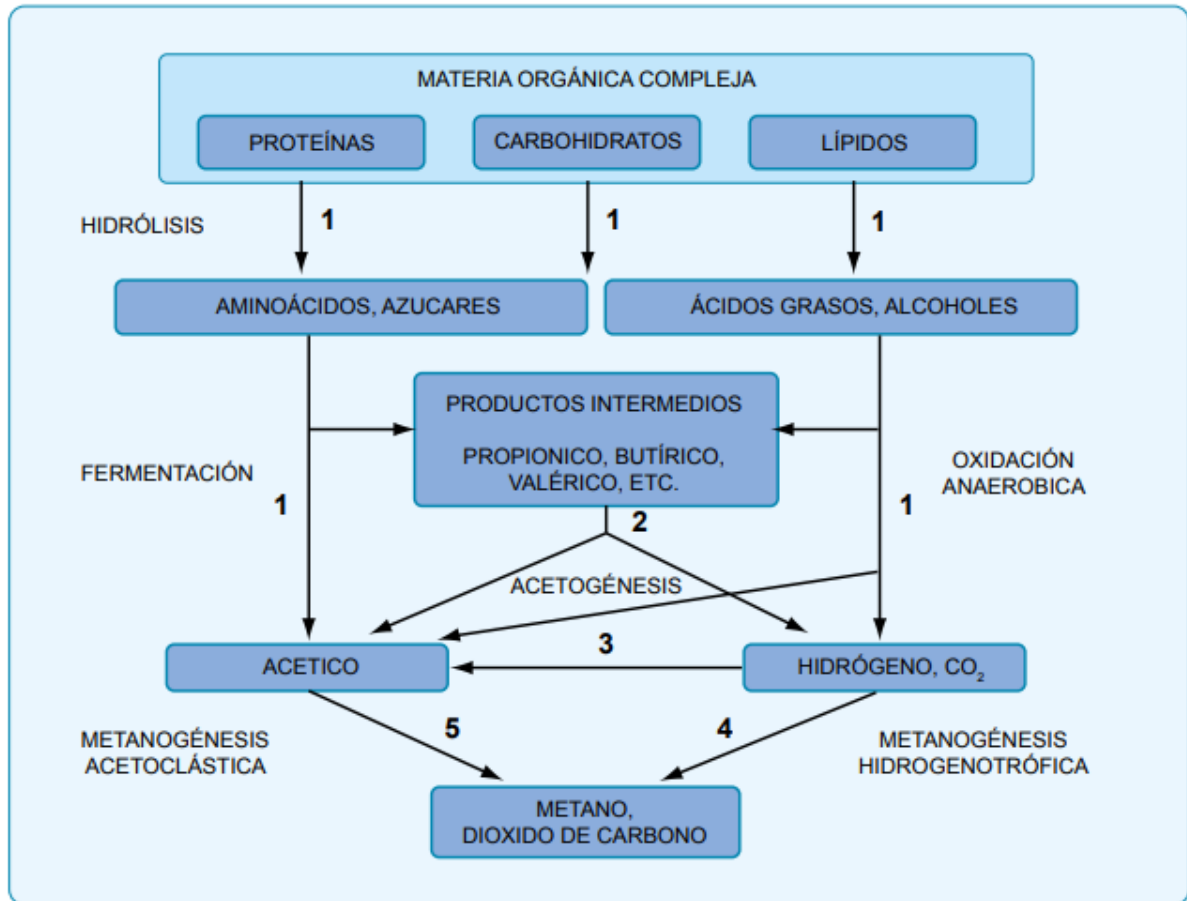 MATERIA ORGÁNICA COMPLEJA
PROTEÍNAS
CARBOHIDRATOS
LÍPIDOS
HIDRÓLISIS
1
1
1
AMINOÁCIDOS, AZUCARES
ÁCIDOS GRASOS, ALCOHOLES
PRODUCTOS INTERMEDIOS
PROPIONICO, BUTÍRICO,
VALÉRICO, ETC.
FERMENTACIÓN
1
OXIDACIÓN
ANAEROBICA
1
2
ACETOGÉNESIS
ACETICO
3
HIDRÓGENO, CO₂
METANOGÉNESIS
ACETOCLÁSTICA
5
4
METANOGÉNESIS
HIDROGENOTRÓFICA
METANO,
DIOXIDO DE CARBONO